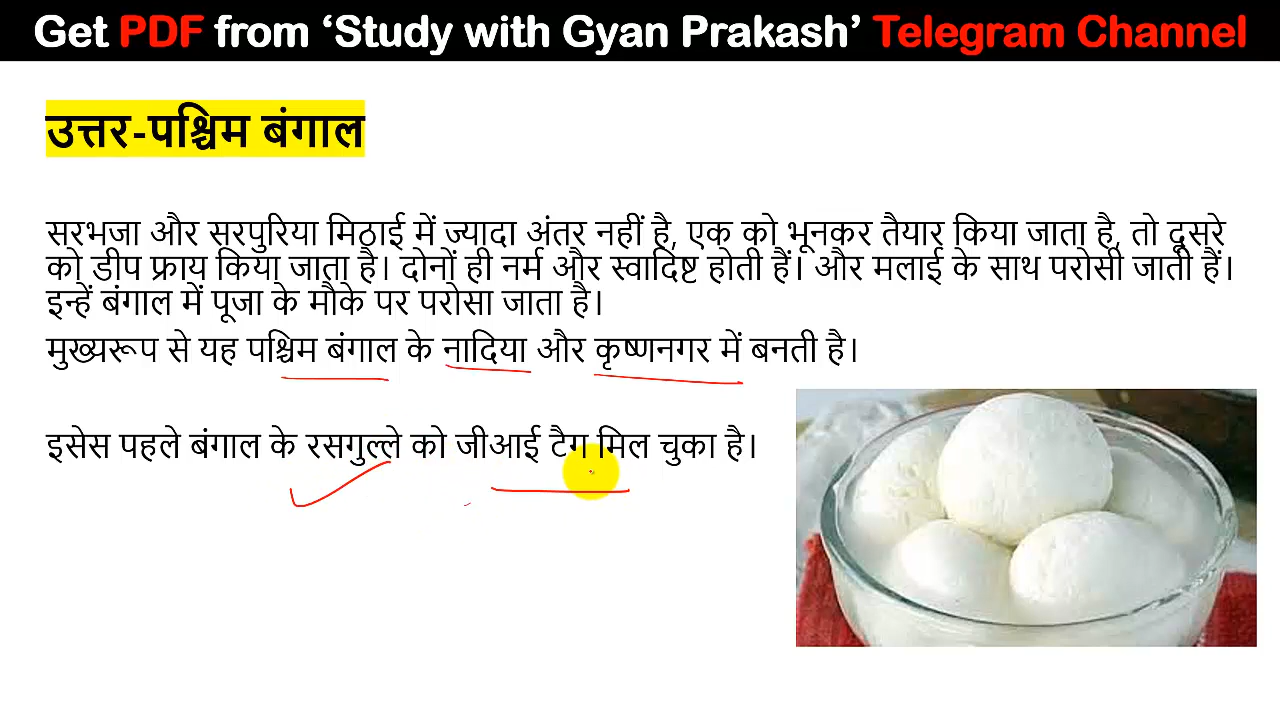 Get PDF from ‘Study with Gyan Prakash’ Telegram Channel
उत्तर-पश्चिम बंगाल
सरभजा और सरपुरिया मिठाई में ज्यादा अंतर नहीं है, एक को भूनकर तैयार किया जाता है, तो दूसरे
को डीप फ्राय किया जाता है। दोनों ही नर्म और स्वादिष्ट होती हैं। और मलाई के साथ परोसी जाती हैं।
इन्हें बंगाल में पूजा के मौके पर परोसा जाता है।
मुख्यरूप से यह पश्चिम बंगाल के नादिया और कृष्णनगर में बनती है।
इसेस पहले बंगाल के रसगुल्ले को जीआई टैग मिल चुका है।